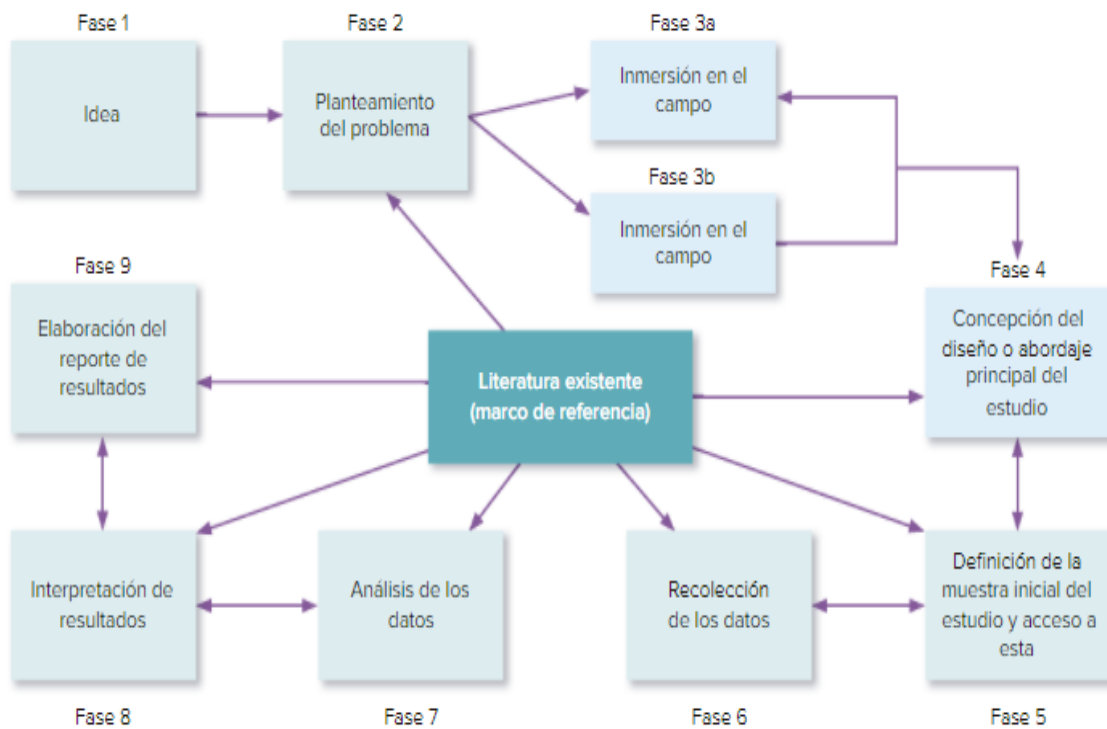 Fase 1
Idea
Fase 2
Planteamiento
del problema
Fase 3a
Inmersión en el
campo
Fase 3b
Inmersión en el
campo
Fase 4
Concepción del
diseño o abordaje
principal del
estudio
Fase 9
Elaboración del
reporte de
resultados
Literatura existente
(marco de referencia)
Interpretación de
resultados
Fase 8
Análisis de los
datos
Fase 7
Recolección
de los datos
Fase 6
Definición de la
muestra inicial del
estudio y acceso a
esta
Fase 5